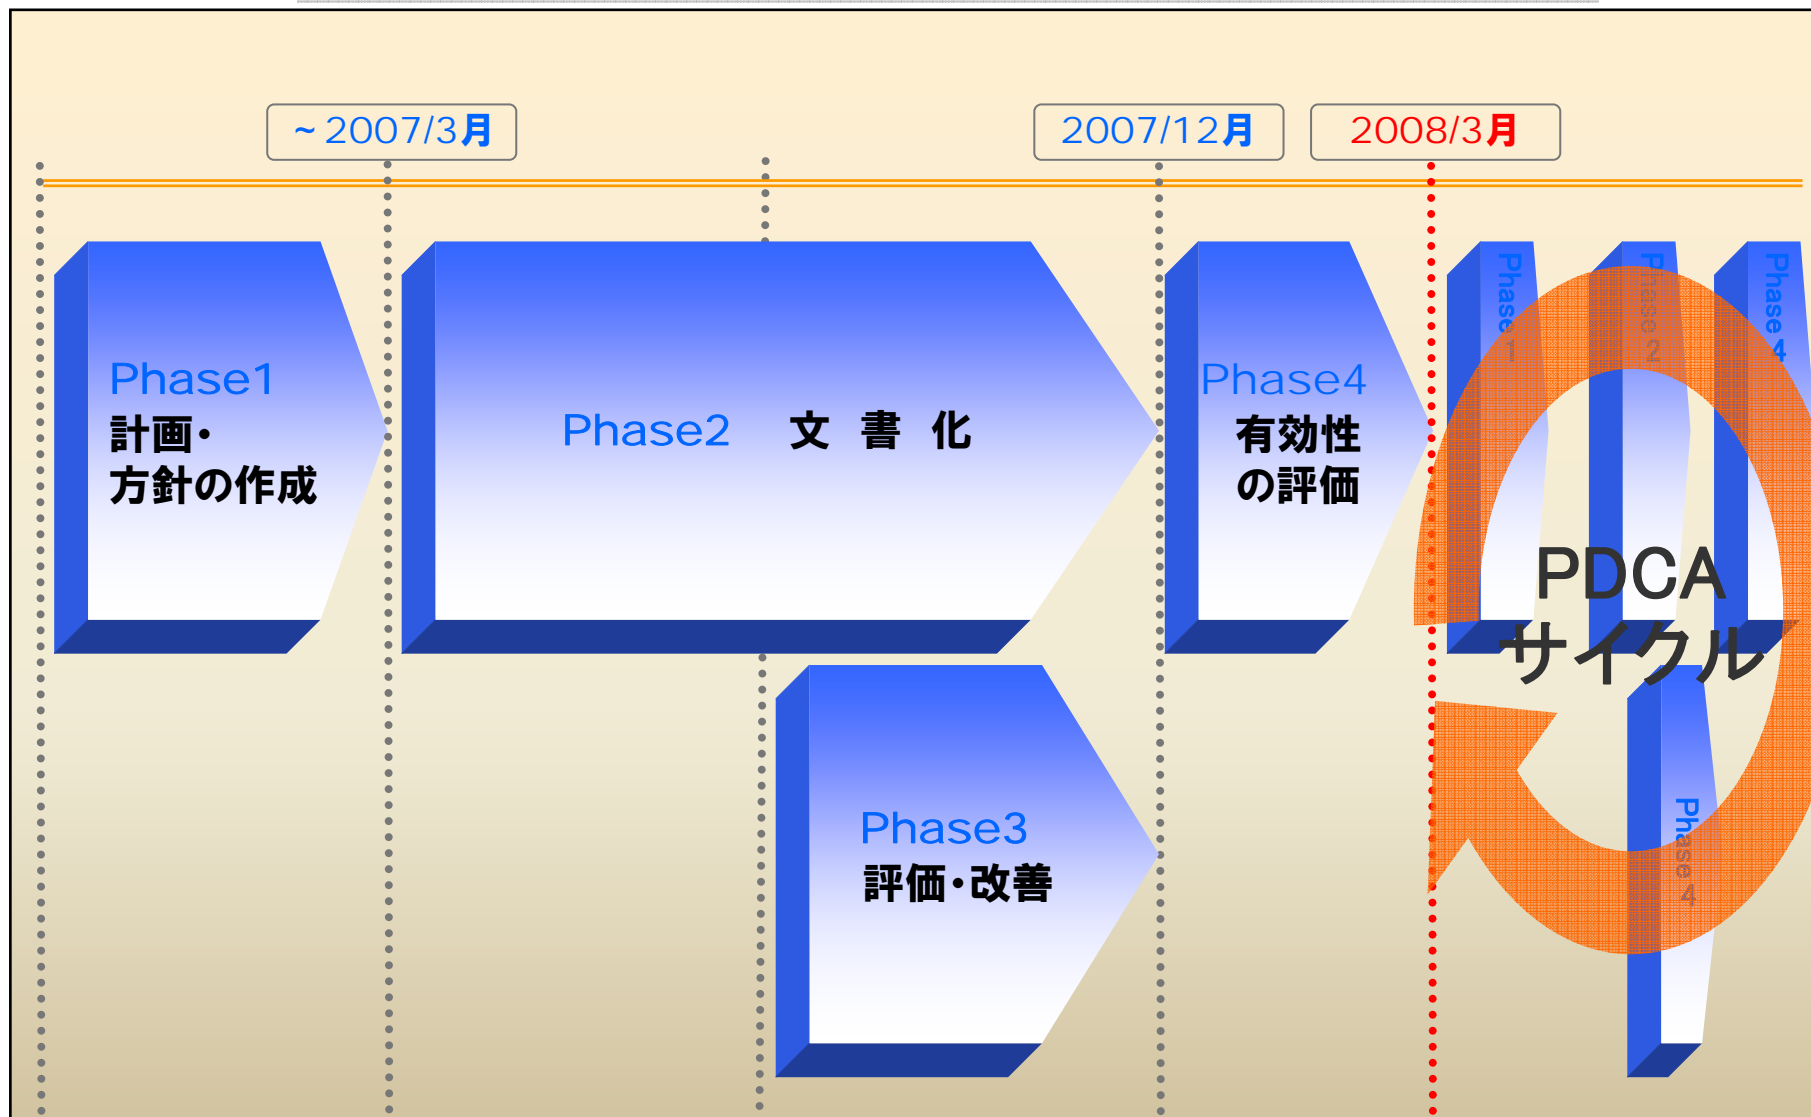 ~2007/3月
2007/12月
2008/3月
Phase1
計画・
方針の作成
Phase2　文 書 化
Phase4
有効性
の評価
Phase3
評価・改善
Phase 1
Phase 2
Phase 4
PDCA
サイクル
Phase 4